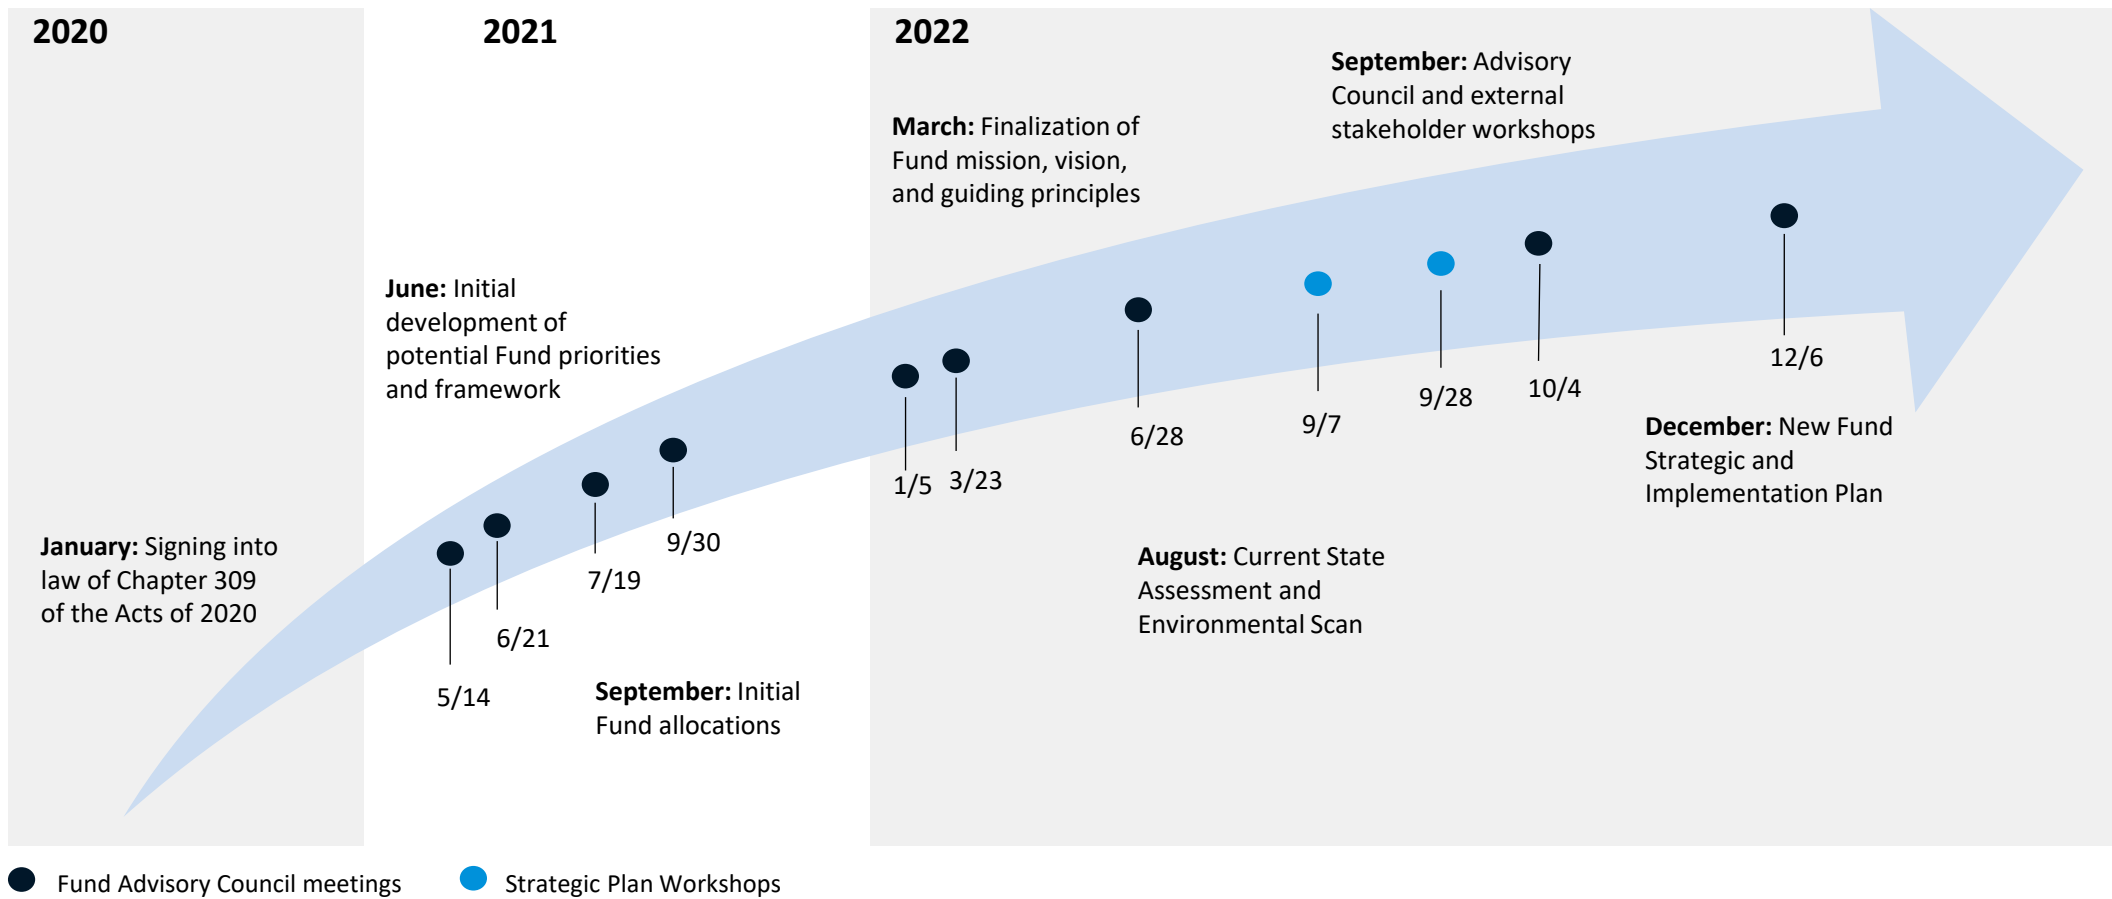 2020
January: Signing into
law of Chapter 309
of the Acts of 2020
2021
June: Initial
development of
potential Fund priorities
and framework
5/14
6/21
7/19
9/30
September: Initial
Fund allocations
2022
March: Finalization of
Fund mission, vision,
and guiding principles
September: Advisory
Council and external
stakeholder workshops
1/5
3/23
6/28
9/7
9/28
10/4
12/6
August: Current State
Assessment and
Environmental Scan
December: New Fund
Strategic and
Implementation Plan
Fund Advisory Council meetings
Strategic Plan Workshops